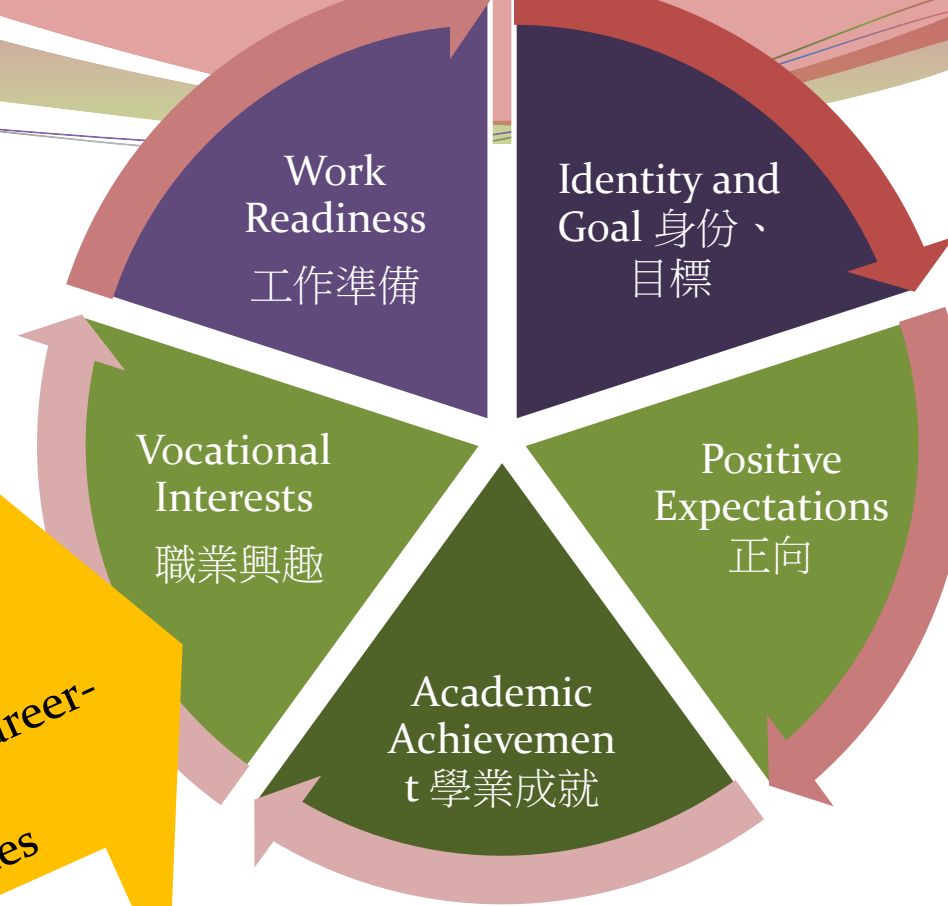 Work
Readiness
工作準備
Identity and
Goal 身份、
目標
Positive
Expectations
正向
Academic
Achievemen
t 學業成就
Vocational
Interests
職業興趣